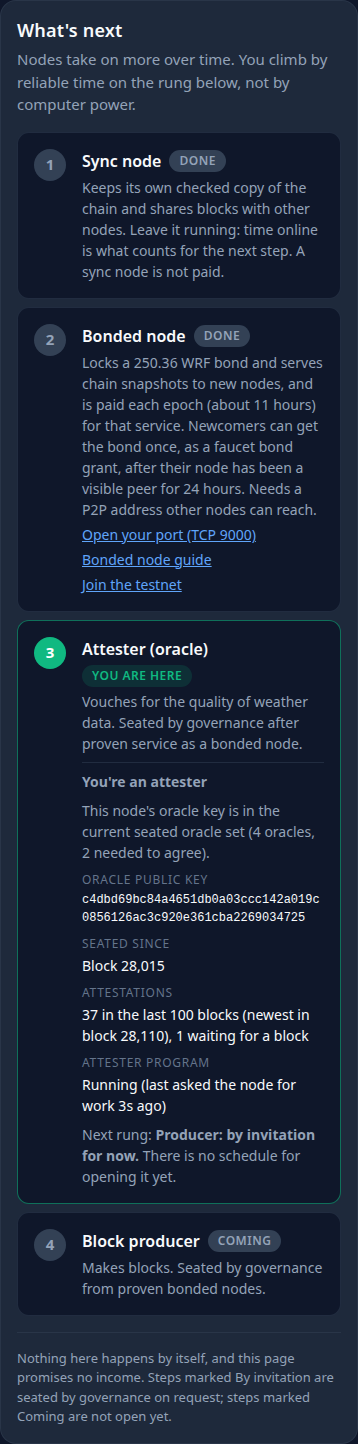 What's next
Nodes take on more over time. You climb by
reliable time on the rung below, not by
computer power.
1
Sync node DONE
Keeps its own checked copy of the
chain and shares blocks with other
nodes. Leave it running: time online
is what counts for the next step. A
sync node is not paid.
2
Bonded node DONE
Locks a 250.36 WRF bond and serves
chain snapshots to new nodes, and
is paid each epoch (about 11 hours)
for that service. Newcomers can get
the bond once, as a faucet bond
grant, after their node has been a
visible peer for 24 hours. Needs a
P2P address other nodes can reach.
Open your port (TCP 9000)
Bonded node guide
Join the testnet
3
Attester (oracle)
YOU ARE HERE
Vouches for the quality of weather
data. Seated by governance after
proven service as a bonded node.
You're an attester
This node's oracle key is in the
current seated oracle set (4 oracles,
2 needed to agree).
ORACLE PUBLIC KEY
c4dbd69bc84a4651db0a03ccc142a019c
0856126ac3c920e361cba2269034725
SEATED SINCE
Block 28,015
ATTESTATIONS
37 in the last 100 blocks (newest in
block 28,110), 1 waiting for a block
ATTESTER PROGRAM
Running (last asked the node for
work 3s ago)
Next rung: Producer: by invitation
for now. There is no schedule for
opening it yet.
4
Block producer COMING
Makes blocks. Seated by governance
from proven bonded nodes.
Nothing here happens by itself, and this page
promises no income. Steps marked By invitation are
seated by governance on request; steps marked
Coming are not open yet.